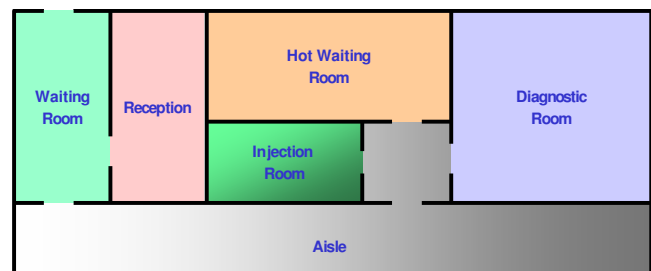 Waiting
Room
Reception
Hot Waiting
Room
Injection
Room
Diagnostic
Room
Aisle